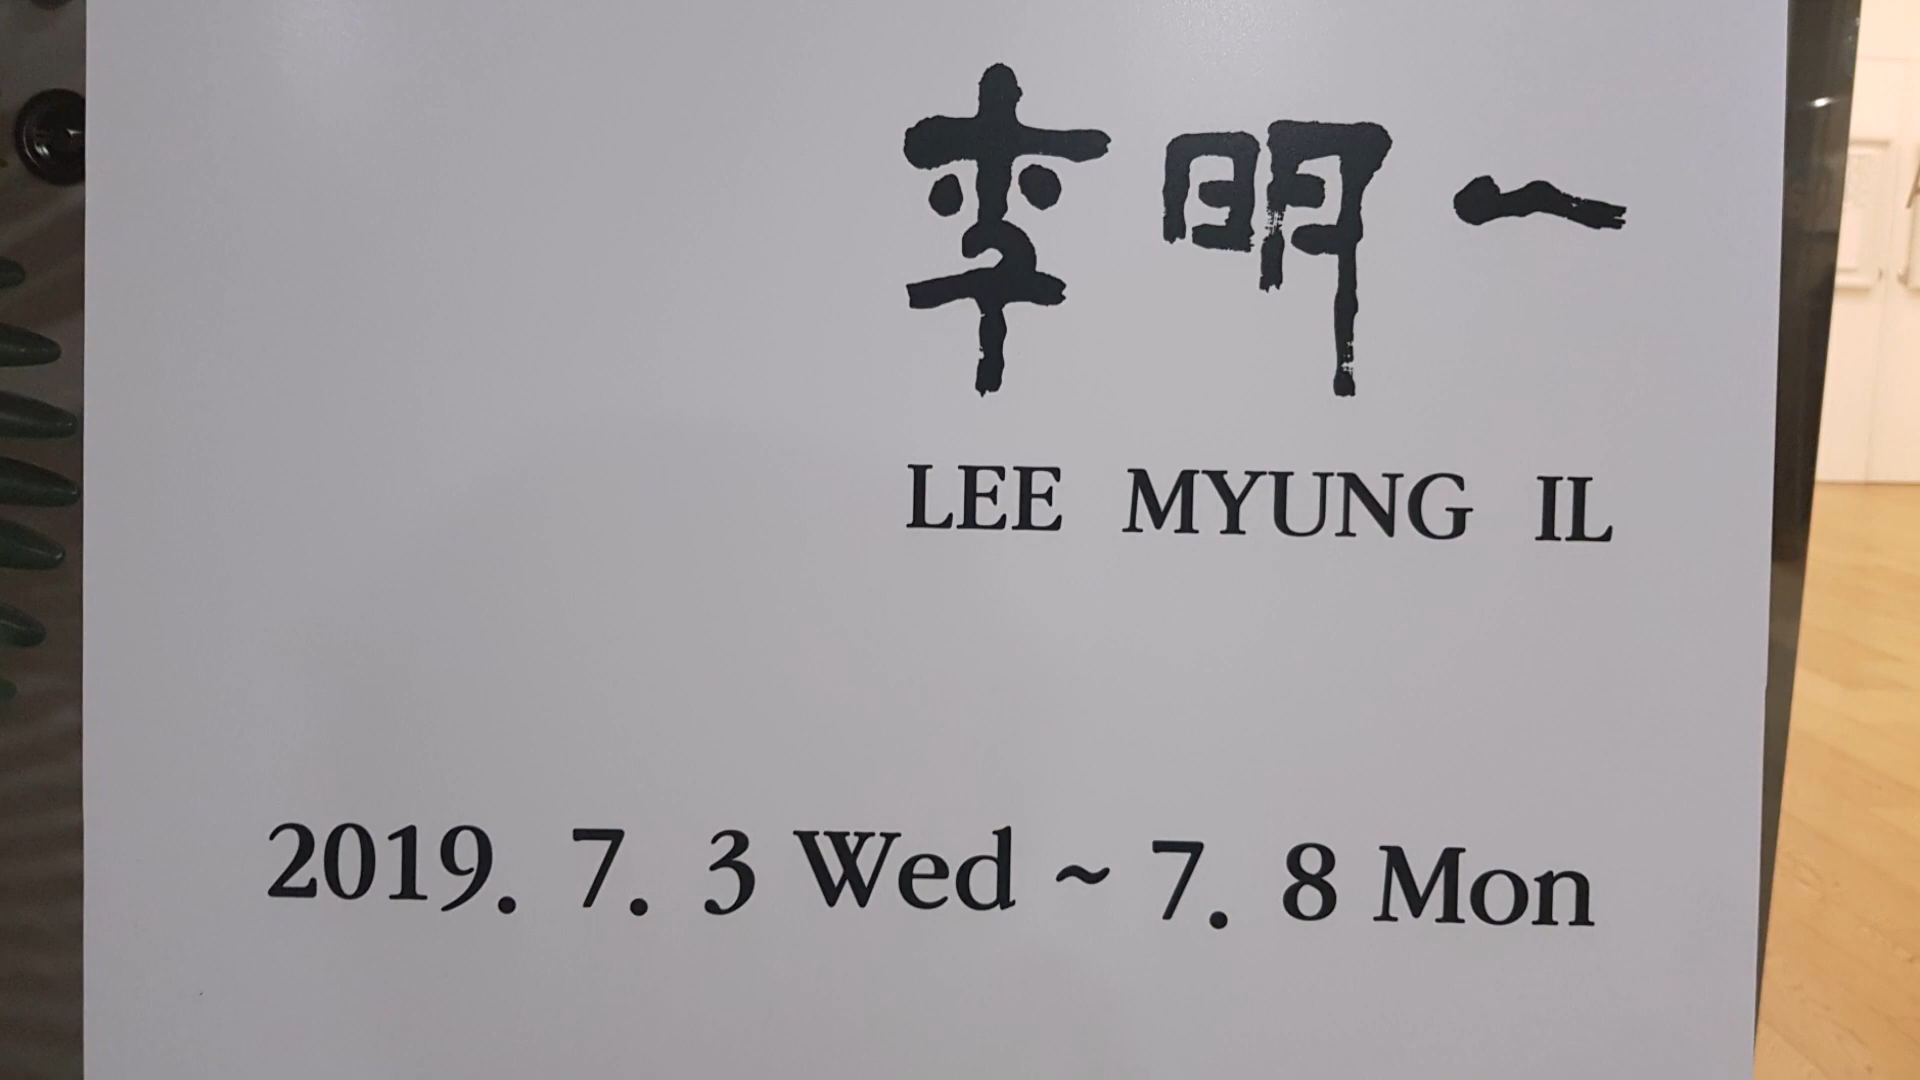 李明一
LEE MYUNG IL
2019. 7. 3 Wed ~ 7. 8 Mon